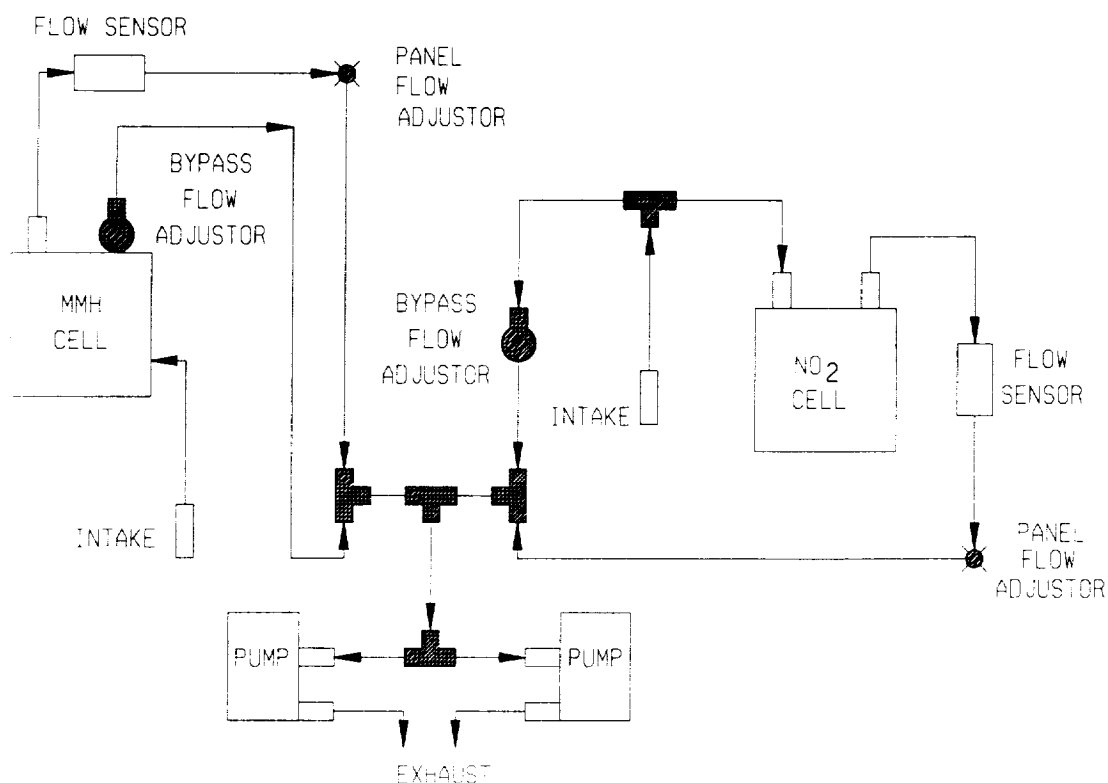 FLOW SENSOR
PANEL
FLOW
ADJUSTOR
BYPASS
FLOW
ADJUSTOR
MMH
CELL
INTAKE
BYPASS
FLOW
ADJUSTOR
INTAKE
NO2
CELL
FLOW
SENSOR
PANEL
FLOW
ADJUSTOR
PUMP
PUMP
EXHAUST